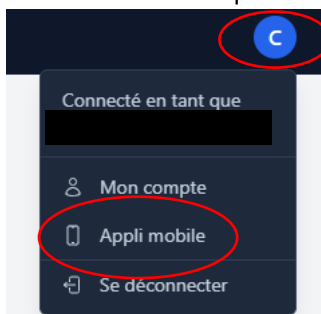 C
Connecté en tant que
Mon compte
Appli mobile
Se déconnecter